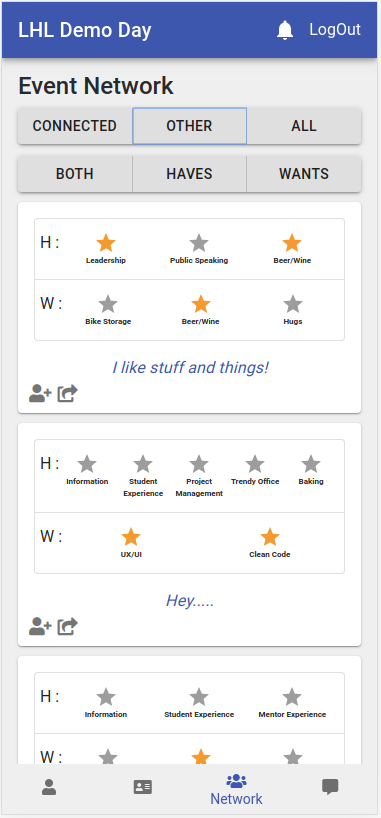 LHL Demo Day LogOut
Event Network
CONNECTED OTHER ALL
BOTH HAVES WANTS
H :
Leadership Public Speaking Beer/Wine
W :
Bike Storage Beer/Wine Hugs
I like stuff and things!
H :
Information Student Experience Project Management Trendy Office Baking
W :
UX/UI Clean Code
Hey.....
H :
Information Student Experience Mentor Experience
W :
Network